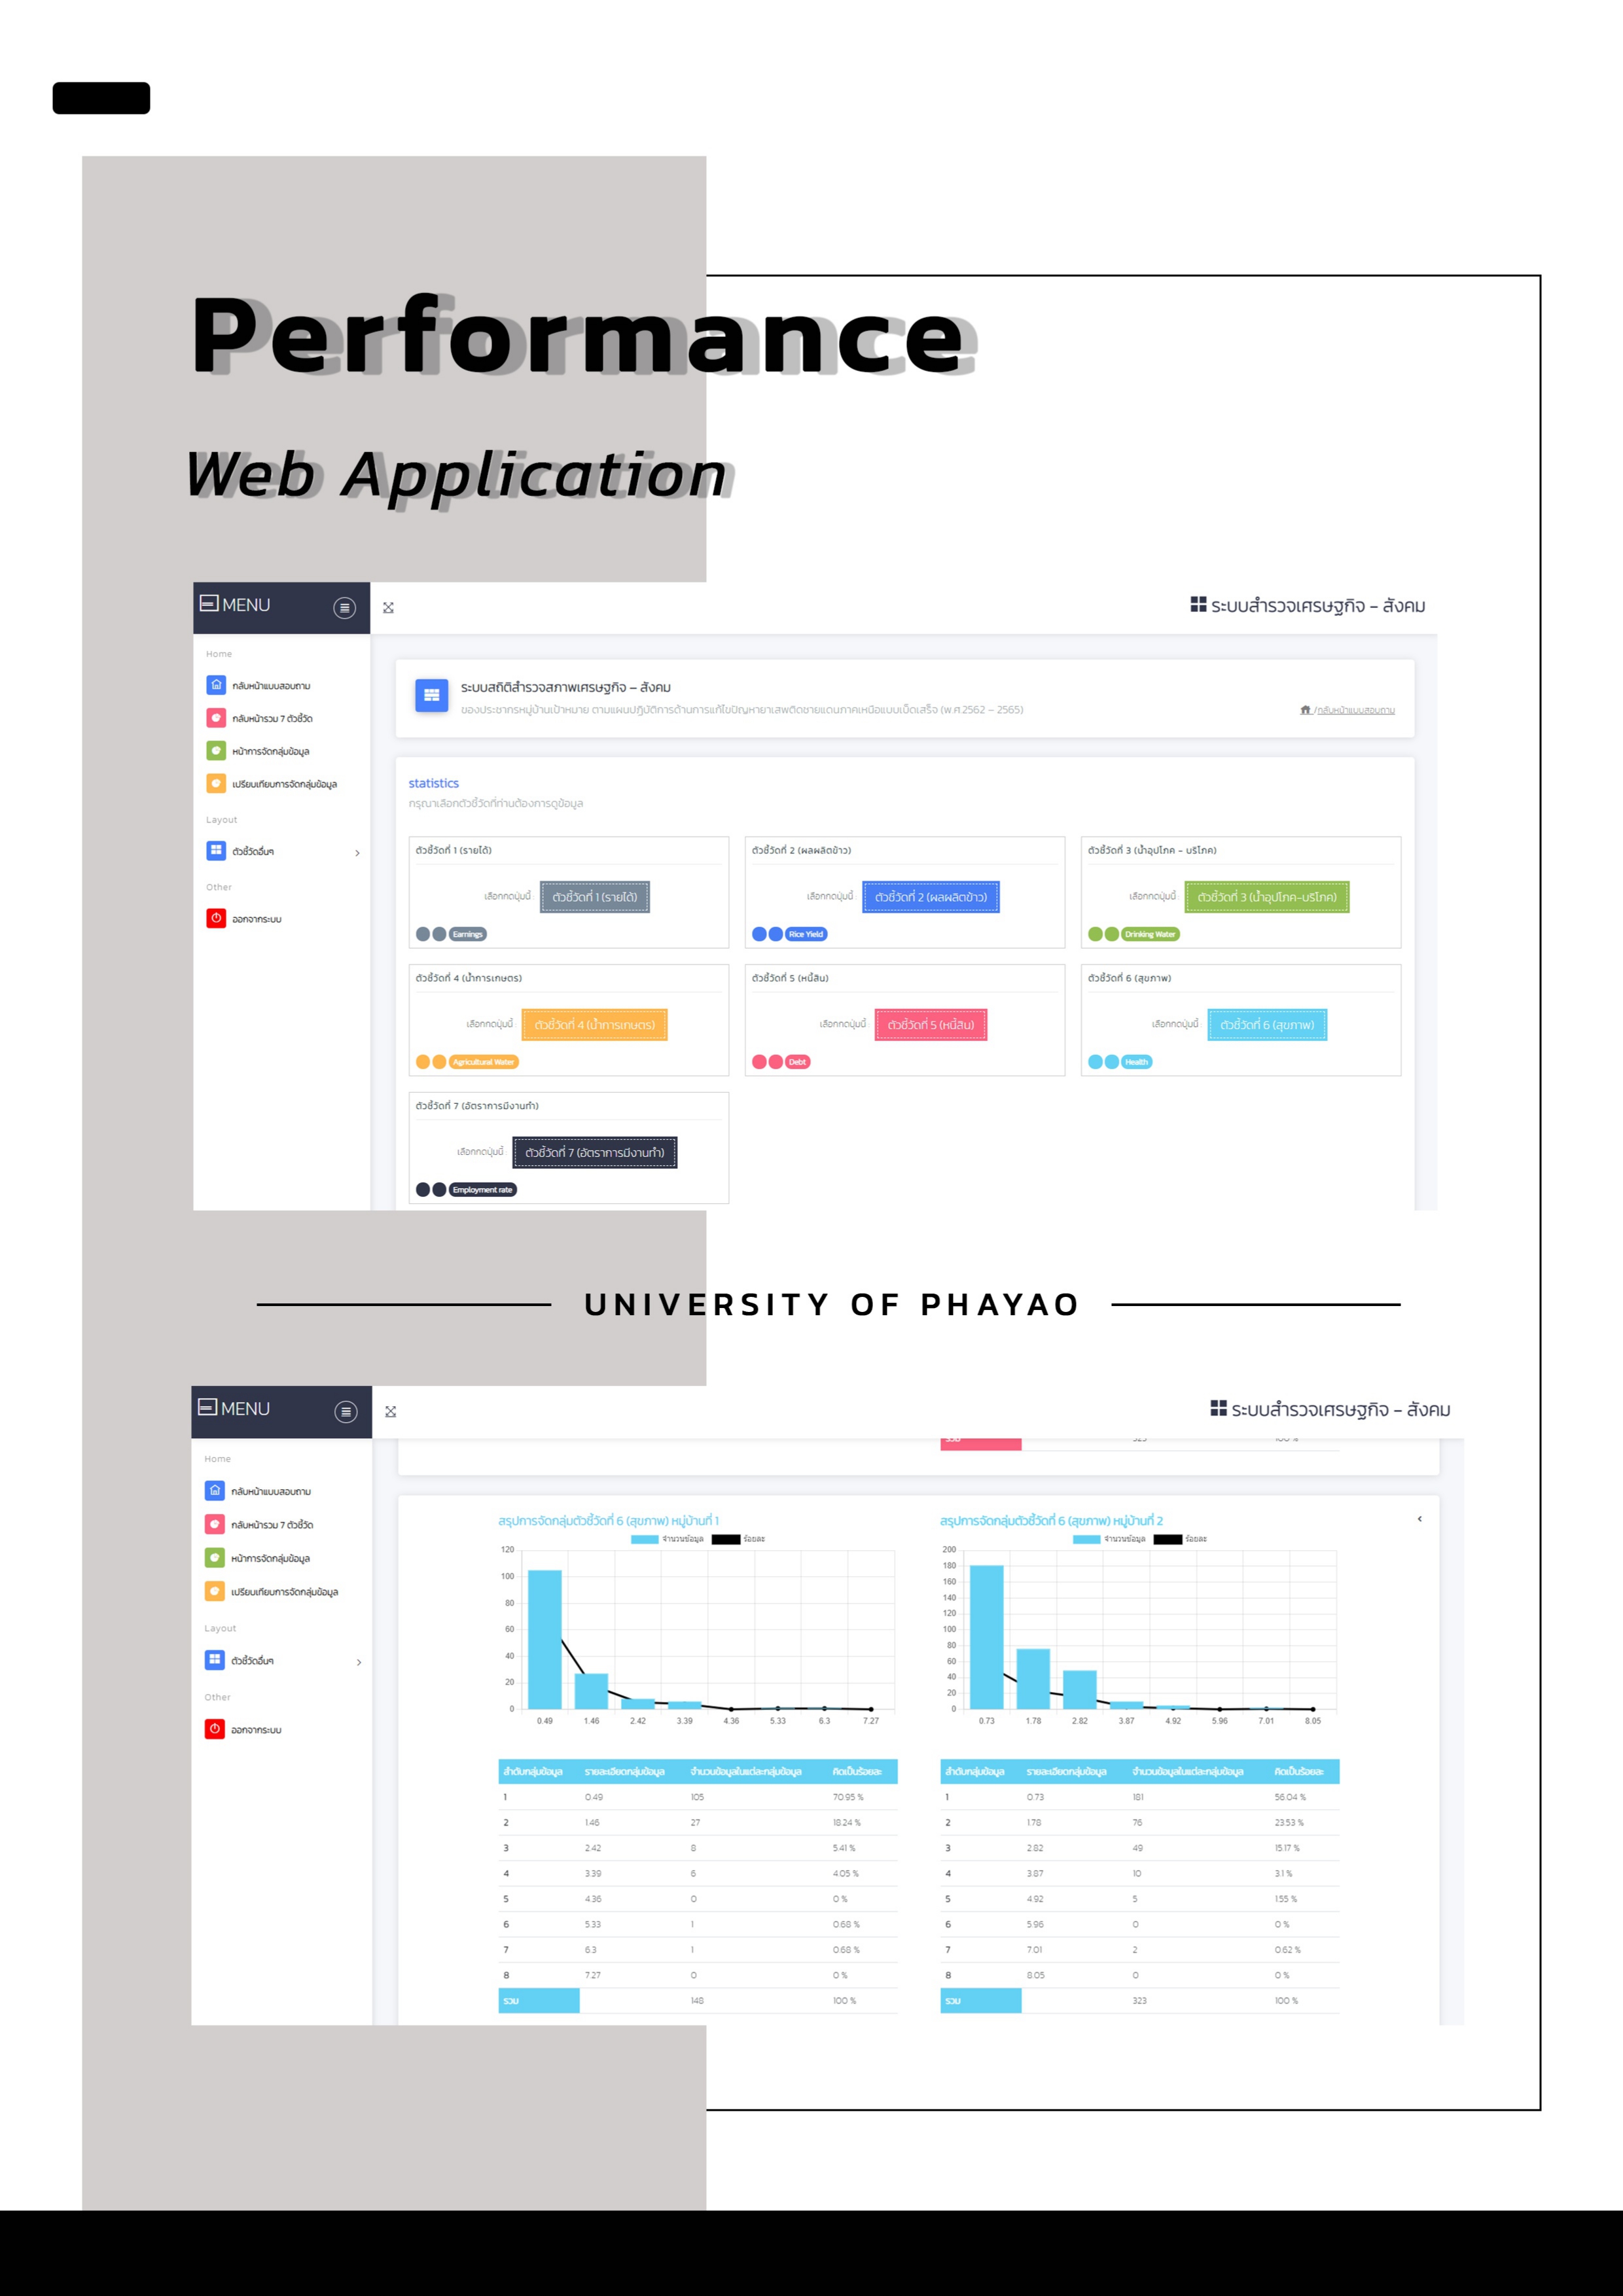 Performance
Web Application
MENU
ระบบสำรวจเศรษฐกิจ – สังคม
Home
กลับหน้าแบบสอบถาม
กลับหน้ารวม 7 ตัวชี้วัด
หน้าการจัดกลุ่มข้อมูล
เปรียบเทียบการจัดกลุ่มข้อมูล
Layout
ตัวชี้วัดอื่นๆ
Other
ออกจากระบบ
ระบบสถิติสำรวจสภาพเศรษฐกิจ – สังคม
ของประชากรหมู่บ้านเป้าหมาย ตามแผนปฏิบัติการด้านการแก้ไขปัญหายาเสพติดชายแดนภาคเหนือแบบเบ็ดเสร็จ (พ.ศ.2562 – 2565)
/กลับหน้าแบบสอบถาม
statistics
กรุณาเลือกตัวชี้วัดที่ท่านต้องการดูข้อมูล
ตัวชี้วัดที่ 1 (รายได้)
เลือกกดปุ่มนี้ ตัวชี้วัดที่ 1 (รายได้)
Earnings
ตัวชี้วัดที่ 2 (ผลผลิตข้าว)
เลือกกดปุ่มนี้ ตัวชี้วัดที่ 2 (ผลผลิตข้าว)
Rice Yield
ตัวชี้วัดที่ 3 (น้ำอุปโภค - บริโภค)
เลือกกดปุ่มนี้ ตัวชี้วัดที่ 3 (น้ำอุปโภค-บริโภค)
Drinking Water
ตัวชี้วัดที่ 4 (น้ำการเกษตร)
เลือกกดปุ่มนี้ ตัวชี้วัดที่ 4 (น้ำการเกษตร)
Agricultural Water
ตัวชี้วัดที่ 5 (หนี้สิน)
เลือกกดปุ่มนี้ ตัวชี้วัดที่ 5 (หนี้สิน)
Debt
ตัวชี้วัดที่ 6 (สุขภาพ)
เลือกกดปุ่มนี้ ตัวชี้วัดที่ 6 (สุขภาพ)
Health
ตัวชี้วัดที่ 7 (อัตราการมีงานทำ)
เลือกกดปุ่มนี้ ตัวชี้วัดที่ 7 (อัตราการมีงานทำ)
Employment rate
UNIVERSITY OF PHAYAO
MENU
ระบบสำรวจเศรษฐกิจ – สังคม
Home
กลับหน้าแบบสอบถาม
กลับหน้ารวม 7 ตัวชี้วัด
หน้าการจัดกลุ่มข้อมูล
เปรียบเทียบการจัดกลุ่มข้อมูล
Layout
ตัวชี้วัดอื่นๆ
Other
ออกจากระบบ
สรุปการจัดกลุ่มตัวชี้วัดที่ 6 (สุขภาพ) หมู่บ้านที่ 1
จำนวนข้อมูล ร้อยละ
120
100
80
60
40
20
0
0.49 1.46 2.42 3.39 4.36 5.33 6.3 7.27
ลำดับกลุ่มข้อมูล รายละเอียดกลุ่มข้อมูล จำนวนข้อมูลในแต่ละกลุ่มข้อมูล คิดเป็นร้อยละ
1 0.49 105 70.95 %
2 1.46 27 18.24 %
3 2.42 8 5.41 %
4 3.39 6 4.05 %
5 4.36 0 0 %
6 5.33 1 0.68 %
7 6.3 1 0.68 %
8 7.27 0 0 %
รวม 148 100 %
สรุปการจัดกลุ่มตัวชี้วัดที่ 6 (สุขภาพ) หมู่บ้านที่ 2
จำนวนข้อมูล ร้อยละ
200
180
160
140
120
100
80
60
40
20
0
0.73 1.78 2.82 3.87 4.92 5.96 7.01 8.05
ลำดับกลุ่มข้อมูล รายละเอียดกลุ่มข้อมูล จำนวนข้อมูลในแต่ละกลุ่มข้อมูล คิดเป็นร้อยละ
1 0.73 181 56.04 %
2 1.78 76 23.53 %
3 2.82 49 15.17 %
4 3.87 10 3.1 %
5 4.92 5 1.55 %
6 5.96 0 0 %
7 7.01 2 0.62 %
8 8.05 0 0 %
รวม 323 100 %